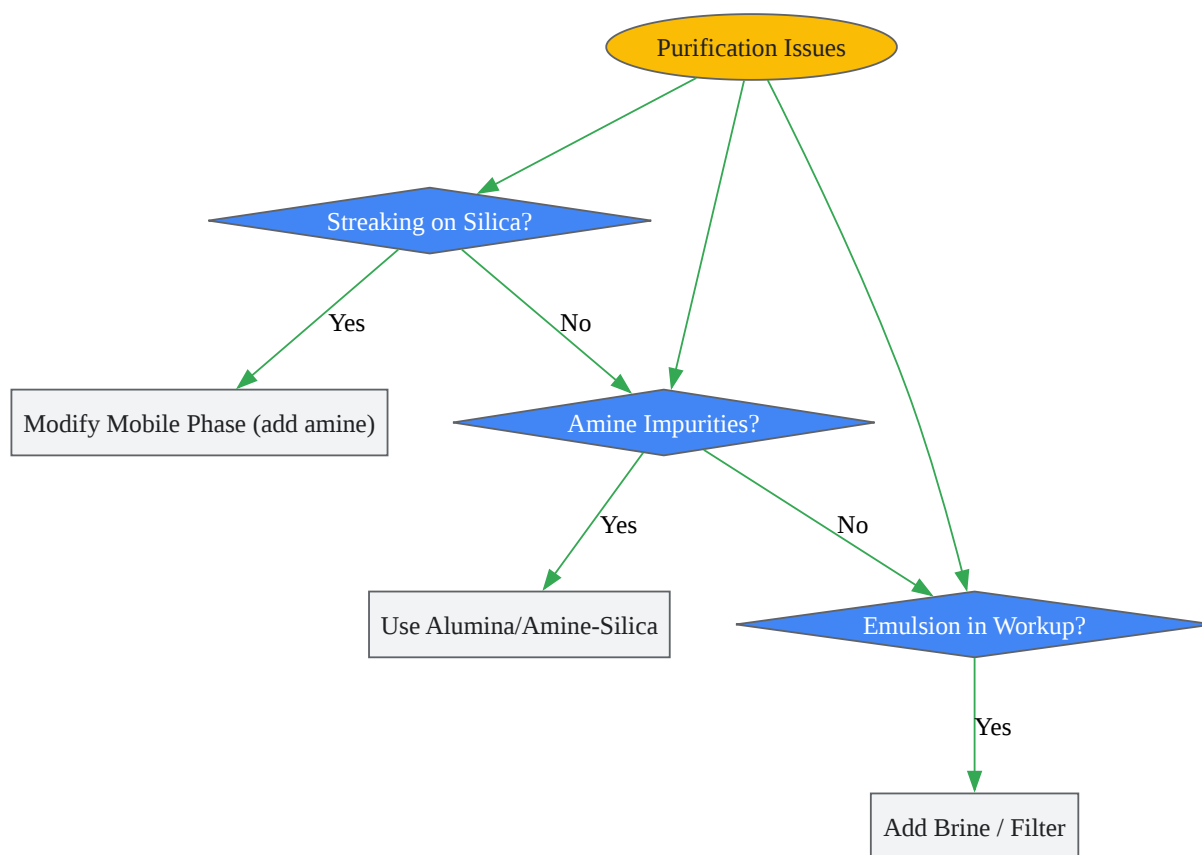 Purification Issues
Streaking on Silica?
Yes
No
Modify Mobile Phase (add amine)
Amine Impurities?
Yes
No
Use Alumina/Amine-Silica
Emulsion in Workup?
Yes
Add Brine / Filter